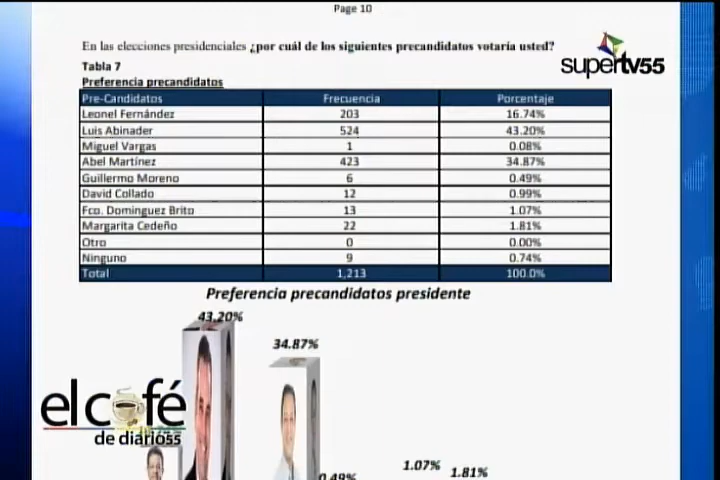 Page 10
En las elecciones presidenciales ¿por cuál de los siguientes precandidatos votaría usted?
supertv55
Tabla 7
Preferencia precandidatos
Pre-Candidatos Frecuencia Porcentaje
Leonel Fernández 203 16.74%
Luis Abinader 524 43.20%
Miguel Vargas 1 0.08%
Abel Martínez 423 34.87%
Guillermo Moreno 6 0.49%
David Collado 12 0.99%
Fco. Dominguez Brito 13 1.07%
Margarita Cedeño 22 1.81%
Otro 0 0.00%
Ninguno 9 0.74%
Total 1,213 100.0%
Preferencia precandidatos presidente
43.20%
34.87%
el café
de diario55
0.49%
1.07%
1.81%